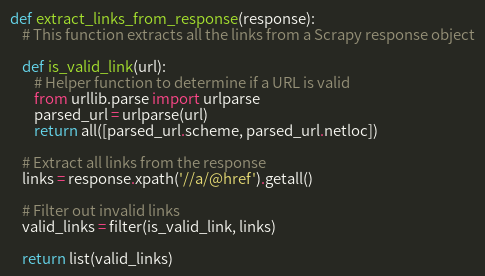 def extract_links_from_response(response):
# This function extracts all the links from a Scrapy response object
def is_valid_link(url):
# Helper function to determine if a URL is valid
from urllib.parse import urlparse
parsed_url = urlparse(url)
return all([parsed_url.scheme, parsed_url.netloc])
# Extract all links from the response
links = response.xpath('//a/@href').getall()
# Filter out invalid links
valid_links = filter(is_valid_link, links)
return list(valid_links)